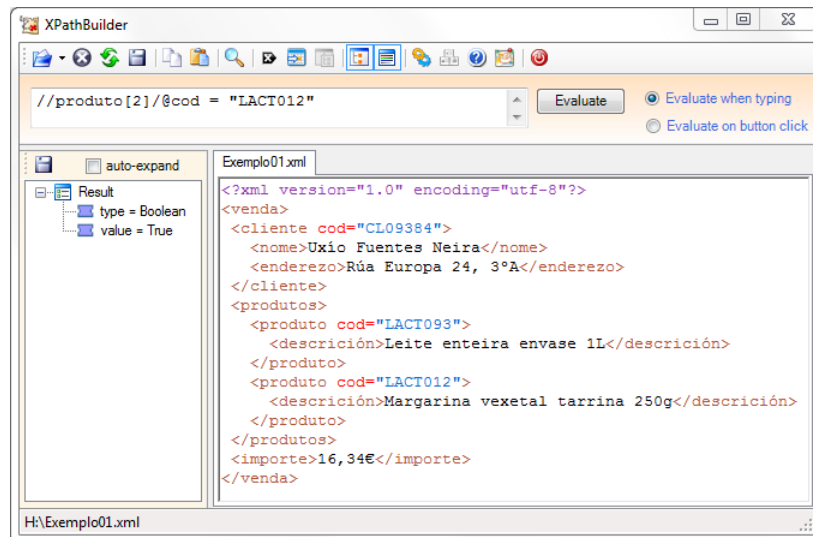 XPathBuilder
//produto[2]/@cod = "LACT012"
Evaluate
Evaluate when typing
Evaluate on button click
auto-expand
Result
type = Boolean
value = True
Exemplo01.xml
<?xml version="1.0" encoding="utf-8"?>
<venda>
<cliente cod="CL09384">
<nome>Uxío Fuentes Neira</nome>
<enderezo>Rúa Europa 24, 3ºA</enderezo>
</cliente>
<produtos>
<produto cod="LACT093">
<descrición>Leite enteira envase 1L</descrición>
</produto>
<produto cod="LACT012">
<descrición>Margarina vexetal tarrina 250g</descrición>
</produto>
</produtos>
<importe>16,34€</importe>
</venda>
H:\Exemplo01.xml